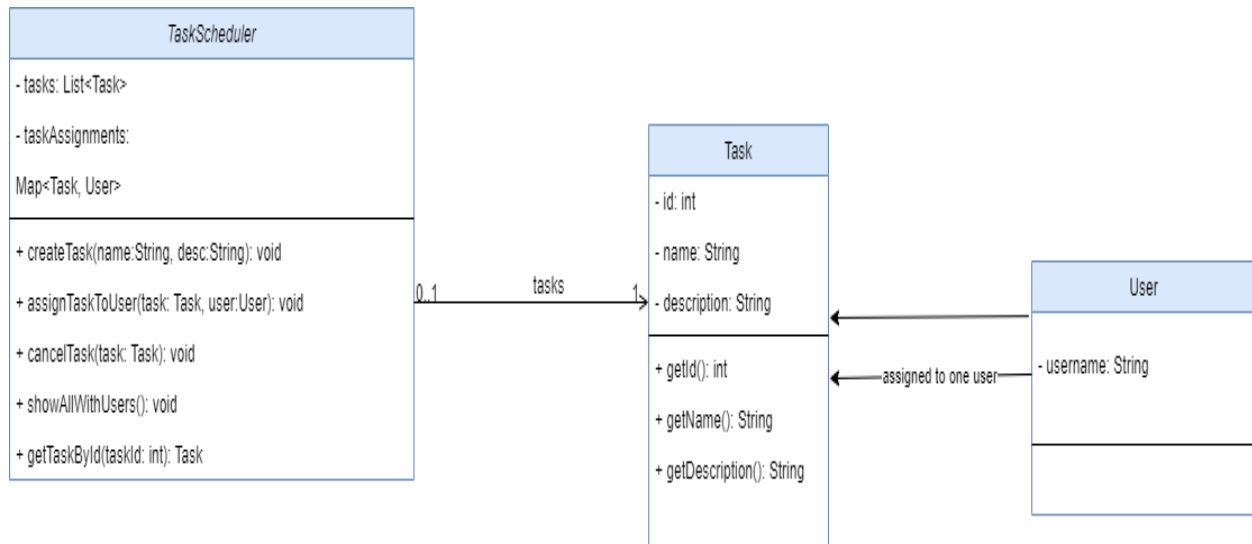 TaskScheduler
- tasks: List<Task>
- taskAssignments:
Map<Task, User>
+ createTask(name:String, desc:String): void
+ assignTaskToUser(task: Task, user:User): void
+ cancelTask(task: Task): void
+ showAllWithUsers(): void
+ getTaskById(taskId: int): Task
0..1
tasks
1
Task
- id: int
- name: String
- description: String
+ getId(): int
+ getName(): String
+ getDescription(): String
assigned to one user
User
- username: String